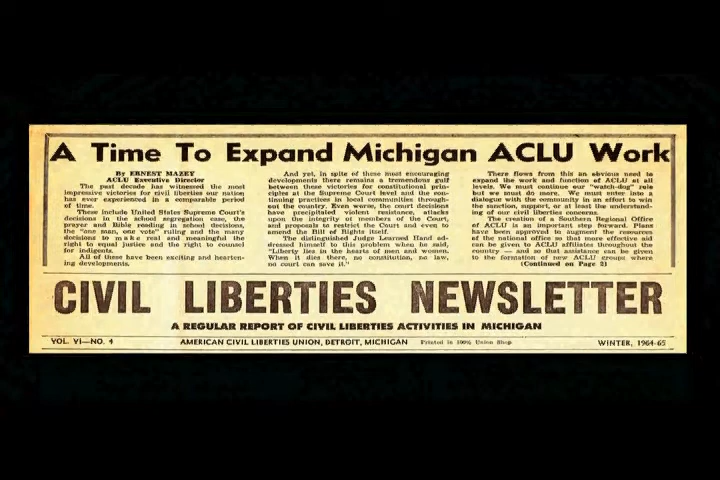 A Time To Expand Michigan ACLU Work
By ERNEST MAZEY
ACLU Executive Director
The past decade has witnessed the most
impressive victories for civil liberties our nation
has ever experienced in a comparable period
of time.
These include United States Supreme Court's
decisions in the school segregation case, the
prayer and Bible reading in school decisions,
the "one man, one vote" ruling and the many
decisions to make real and meaningful the
right to equal justice and the right to counsel
for indigents.
All of these have been exciting and hearten-
ing developments.
And yet, in spite of these most encouraging
developments there remains a tremendous gulf
between these victories for constitutional prin-
ciples at the Supreme Court level and the con-
tinuing practices in local communities through-
out the country. Even worse, the court decisions
have precipitated violent resistance, attacks
upon the integrity of members of the Court,
and proposals to restrict the Court and even to
amend the Bill of Rights itself.
The distinguished Judge Learned Hand ad-
dressed himself to this problem when he said,
"Liberty lies in the hearts of men and women.
When it dies there, no constitution, no law,
no court can save it."
There flows from this an obvious need to
expand the work and function of ACLU at all
levels. We must continue our "watch-dog" role
but we must do more. We must enter into a
dialogue with the community in an effort to win
the sanction, support, or at least the understand-
ing of our civil liberties concerns.
The creation of a Southern Regional Office
of ACLU is an important step forward. Plans
have been approved to augment the resources
of the national office so that more effective aid
can be given to ACLU affiliates throughout the
country — and so that assistance can be given
to the formation of new ACLU groups where
(Continued on Page 2)
CIVIL LIBERTIES NEWSLETTER
A REGULAR REPORT OF CIVIL LIBERTIES ACTIVITIES IN MICHIGAN
VOL. VI—NO. 4 AMERICAN CIVIL LIBERTIES UNION, DETROIT, MICHIGAN Printed in 100% Union Shop WINTER, 1964-65